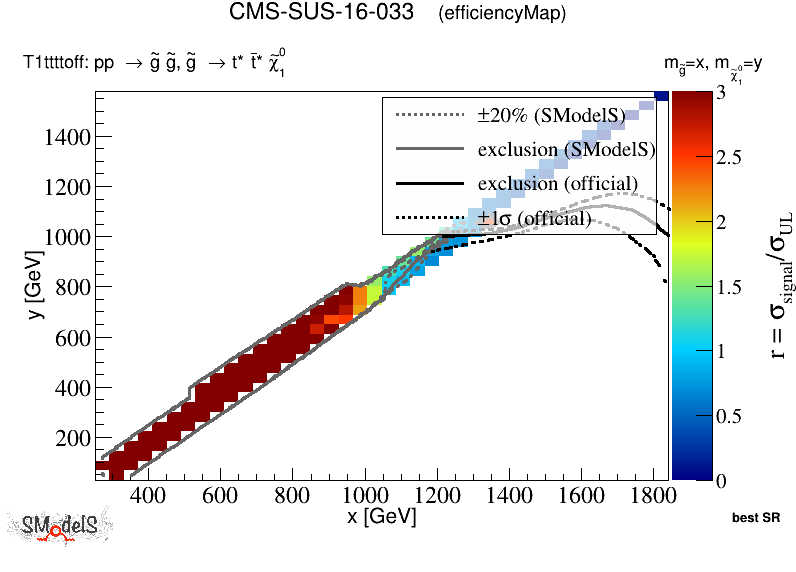 CMS-SUS-16-033 (efficiencyMap)
T1ttttoff: pp → g̃ g̃, g̃ → t* t̄* χ̃⁰₁
m_g̃=x, m_χ̃⁰₁=y
±20% (SModelS)
exclusion (SModelS)
exclusion (official)
±1σ (official)
1400
1200
1000
800
600
400
200
y [GeV]
400 600 800 1000 1200 1400 1600 1800
x [GeV]
3
2.5
2
1.5
1
0.5
0
r = σ_signal/σ_UL
SModelS
best SR